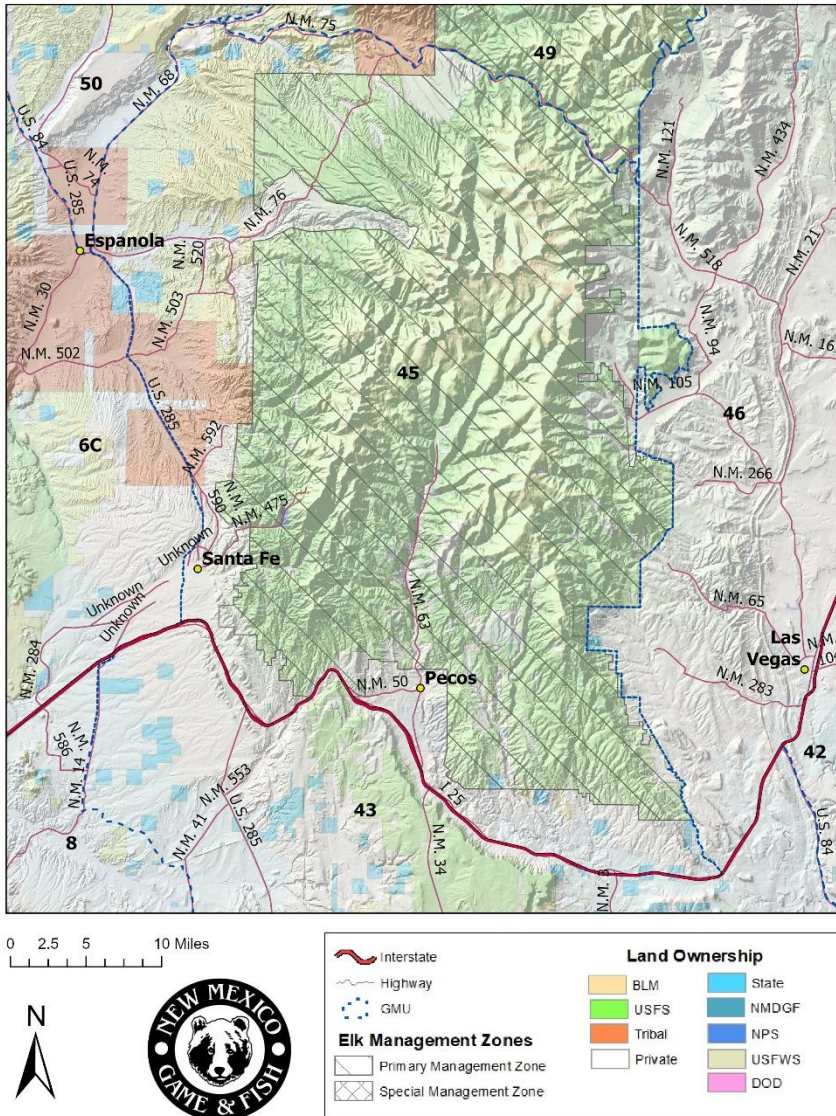 N.M. 75
49
50
N.M. 68
U.S. 84
N.M. 74
U.S. 285
N.M. 121
N.M. 434
N.M. 76
Espanola
N.M. 520
N.M. 518
N.M. 21
N.M. 30
N.M. 503
N.M. 94
N.M. 16
N.M. 502
45
N.M. 105
U.S. 285
46
6C
N.M. 592
N.M. 266
N.M. 590
N.M. 475
Unknown
Santa Fe
Unknown
Unknown
N.M. 63
N.M. 65
Las
Vegas
N.M.
104
N.M. 284
N.M. 50
Pecos
N.M. 283
N.M. 586
N.M. 14
42
N.M. 553
I 25
43
8
N.M. 41
U.S. 285
N.M. 34
U.S. 84
N.M. 3
0 2.5 5 10 Miles
N
NEW MEXICO
GAME & FISH
Interstate
Highway
GMU
Elk Management Zones
Primary Management Zone
Special Management Zone
Land Ownership
BLM
USFS
Tribal
Private
State
NMDGF
NPS
USFWS
DOD